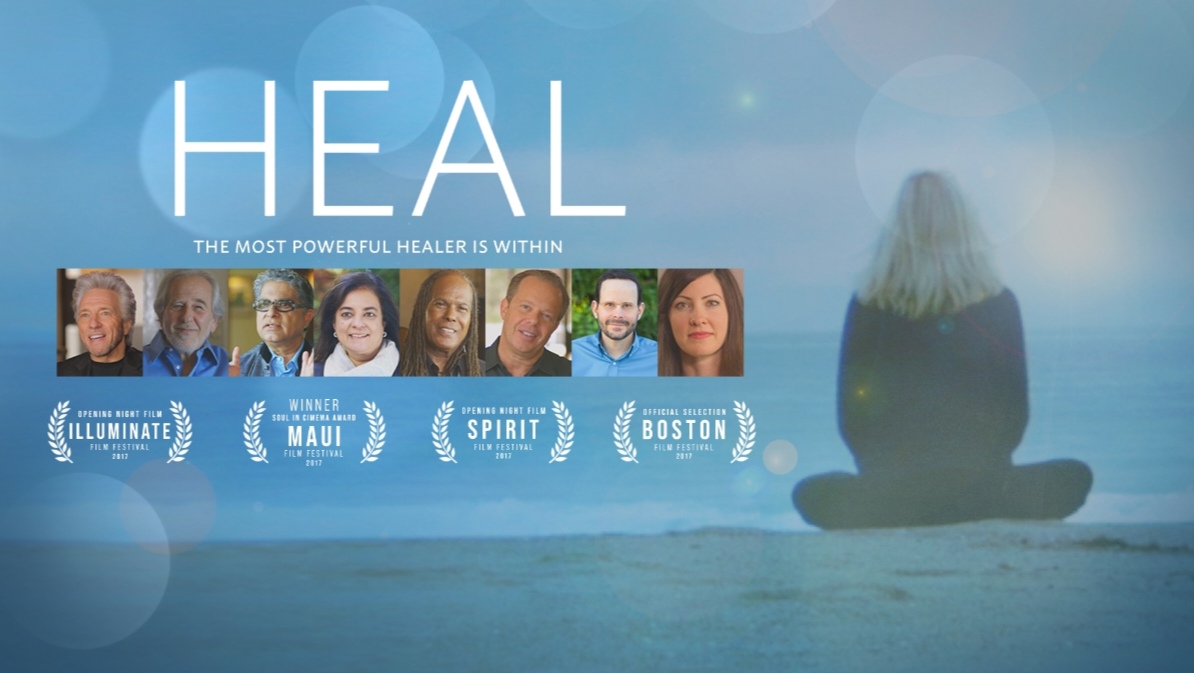 HEAL
THE MOST POWERFUL HEALER IS WITHIN
OPENING NIGHT FILM
ILLUMINATE
FILM FESTIVAL
2017
WINNER
SOUL IN CINEMA AWARD
MAUI
FILM FESTIVAL
2017
OPENING NIGHT FILM
SPIRIT
FILM FESTIVAL
2017
OFFICIAL SELECTION
BOSTON
FILM FESTIVAL
2017